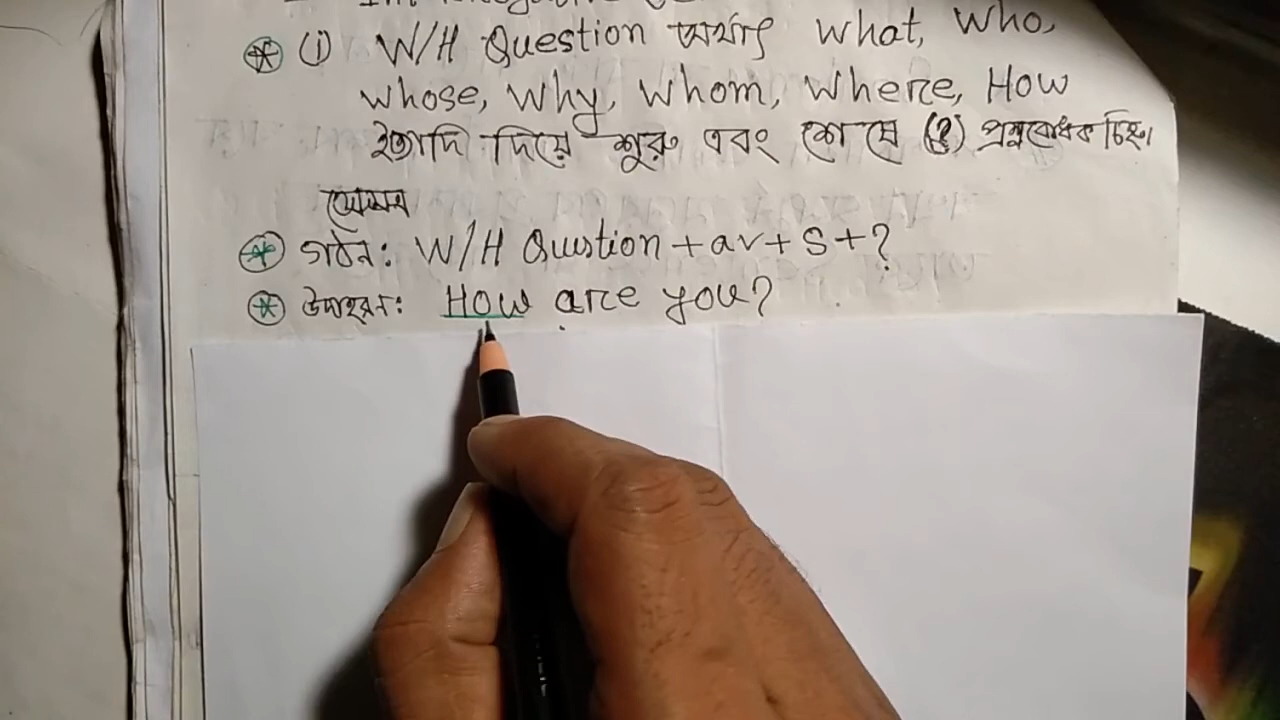 (i) W/H Question অর্থাৎ what, who,
whose, why, whom, where, How
ইত্যাদি দিয়ে শুরু এবং শেষে (?) প্রশ্নবোধক চিহ্ন।
যেমন
গঠন: W/H Question + av + S + ?
উদাহরন: How are you?